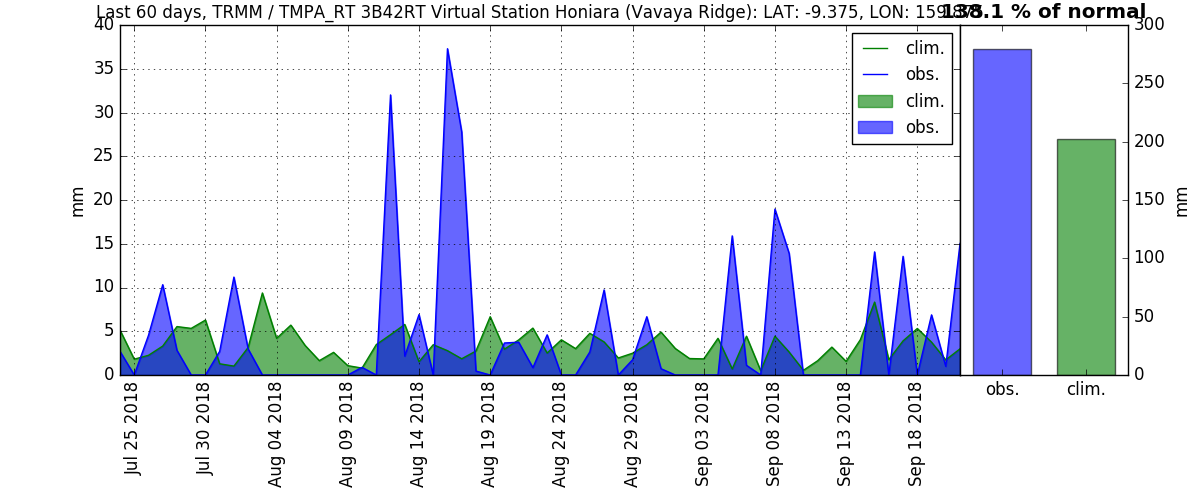 Last 60 days, TRMM / TMPA_RT 3B42RT Virtual Station Honiara (Vavaya Ridge): LAT: -9.375, LON:
138.1 % of normal
40
35
30
25
20
15
10
5
0
mm
clim.
obs.
clim.
obs.
Jul 25 2018
Jul 30 2018
Aug 04 2018
Aug 09 2018
Aug 14 2018
Aug 19 2018
Aug 24 2018
Aug 29 2018
Sep 03 2018
Sep 08 2018
Sep 13 2018
Sep 18 2018
300
250
200
150
100
50
0
mm
obs.
clim.